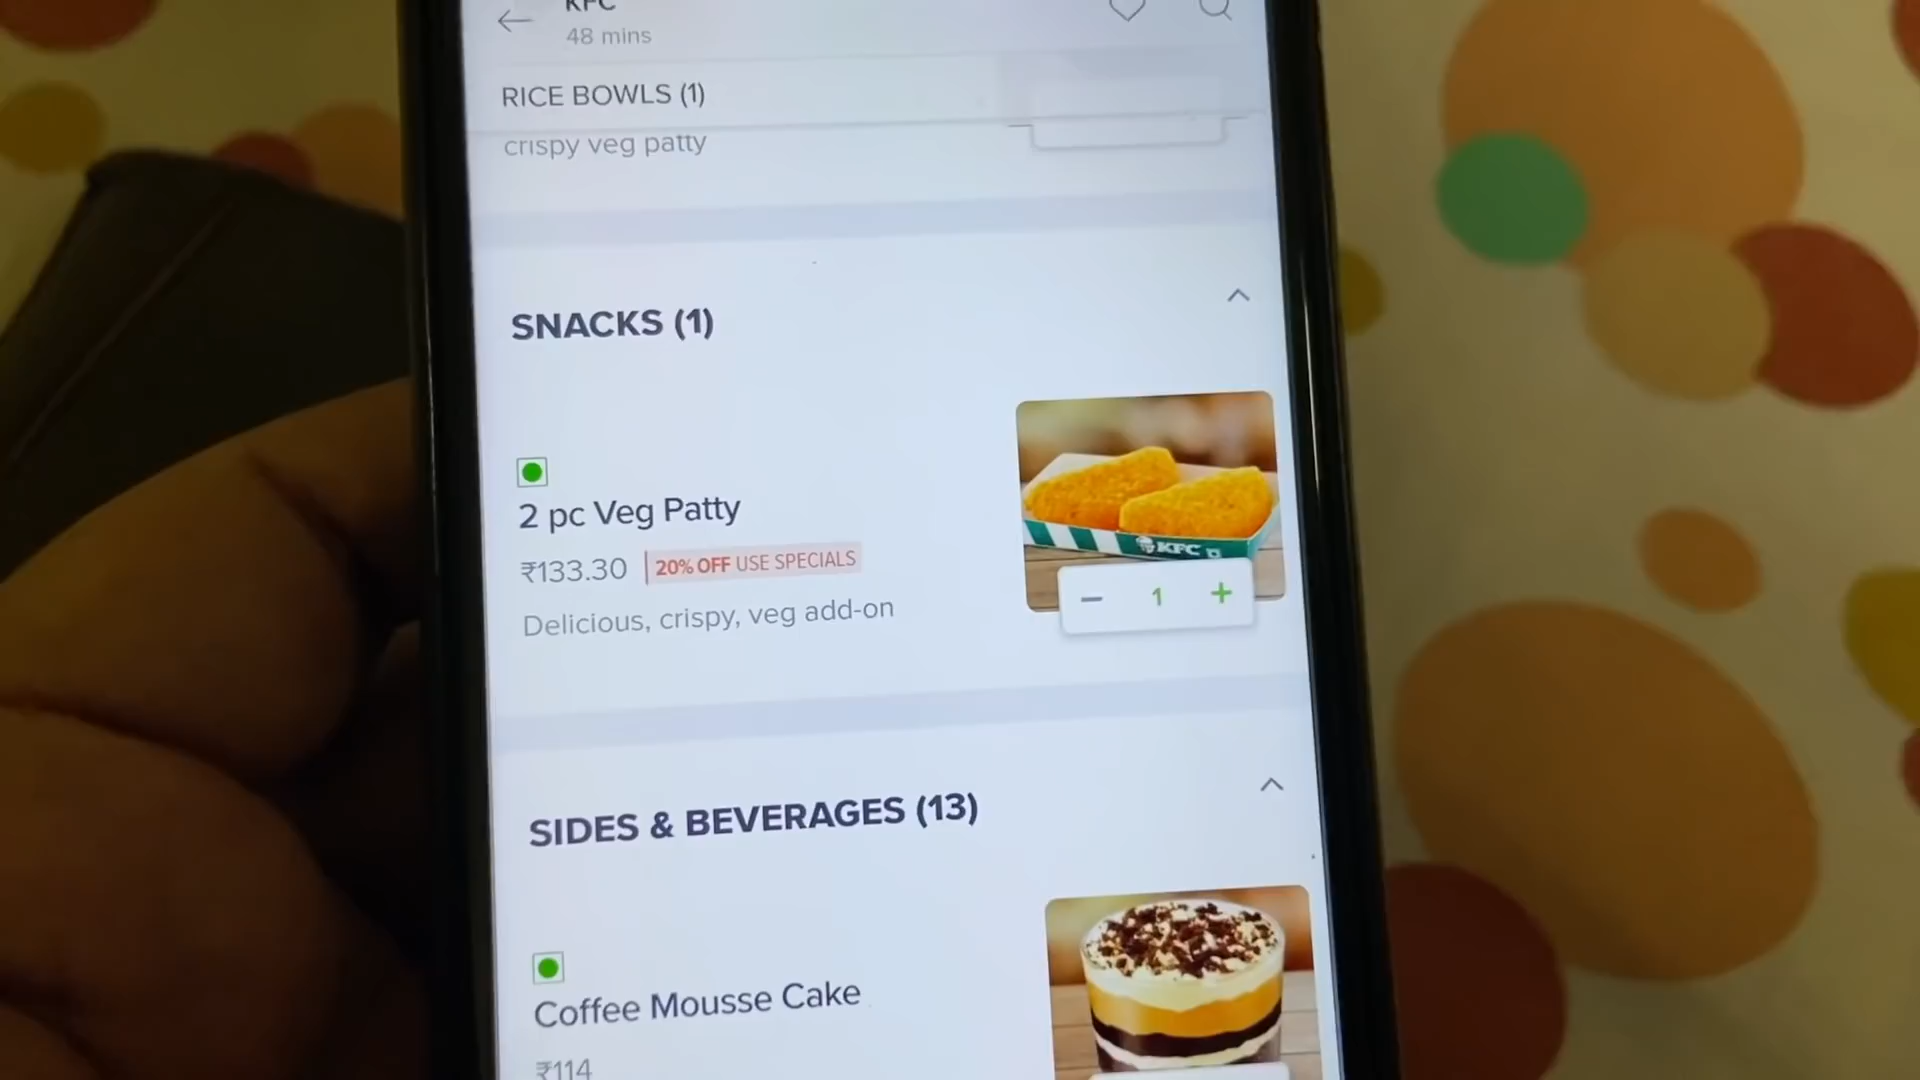 KFC
48 mins
RICE BOWLS (1)
crispy veg patty
SNACKS (1)
2 pc Veg Patty
₹133.30 20% OFF USE SPECIALS
Delicious, crispy, veg add-on
KFC
1
SIDES & BEVERAGES (13)
Coffee Mousse Cake
₹114